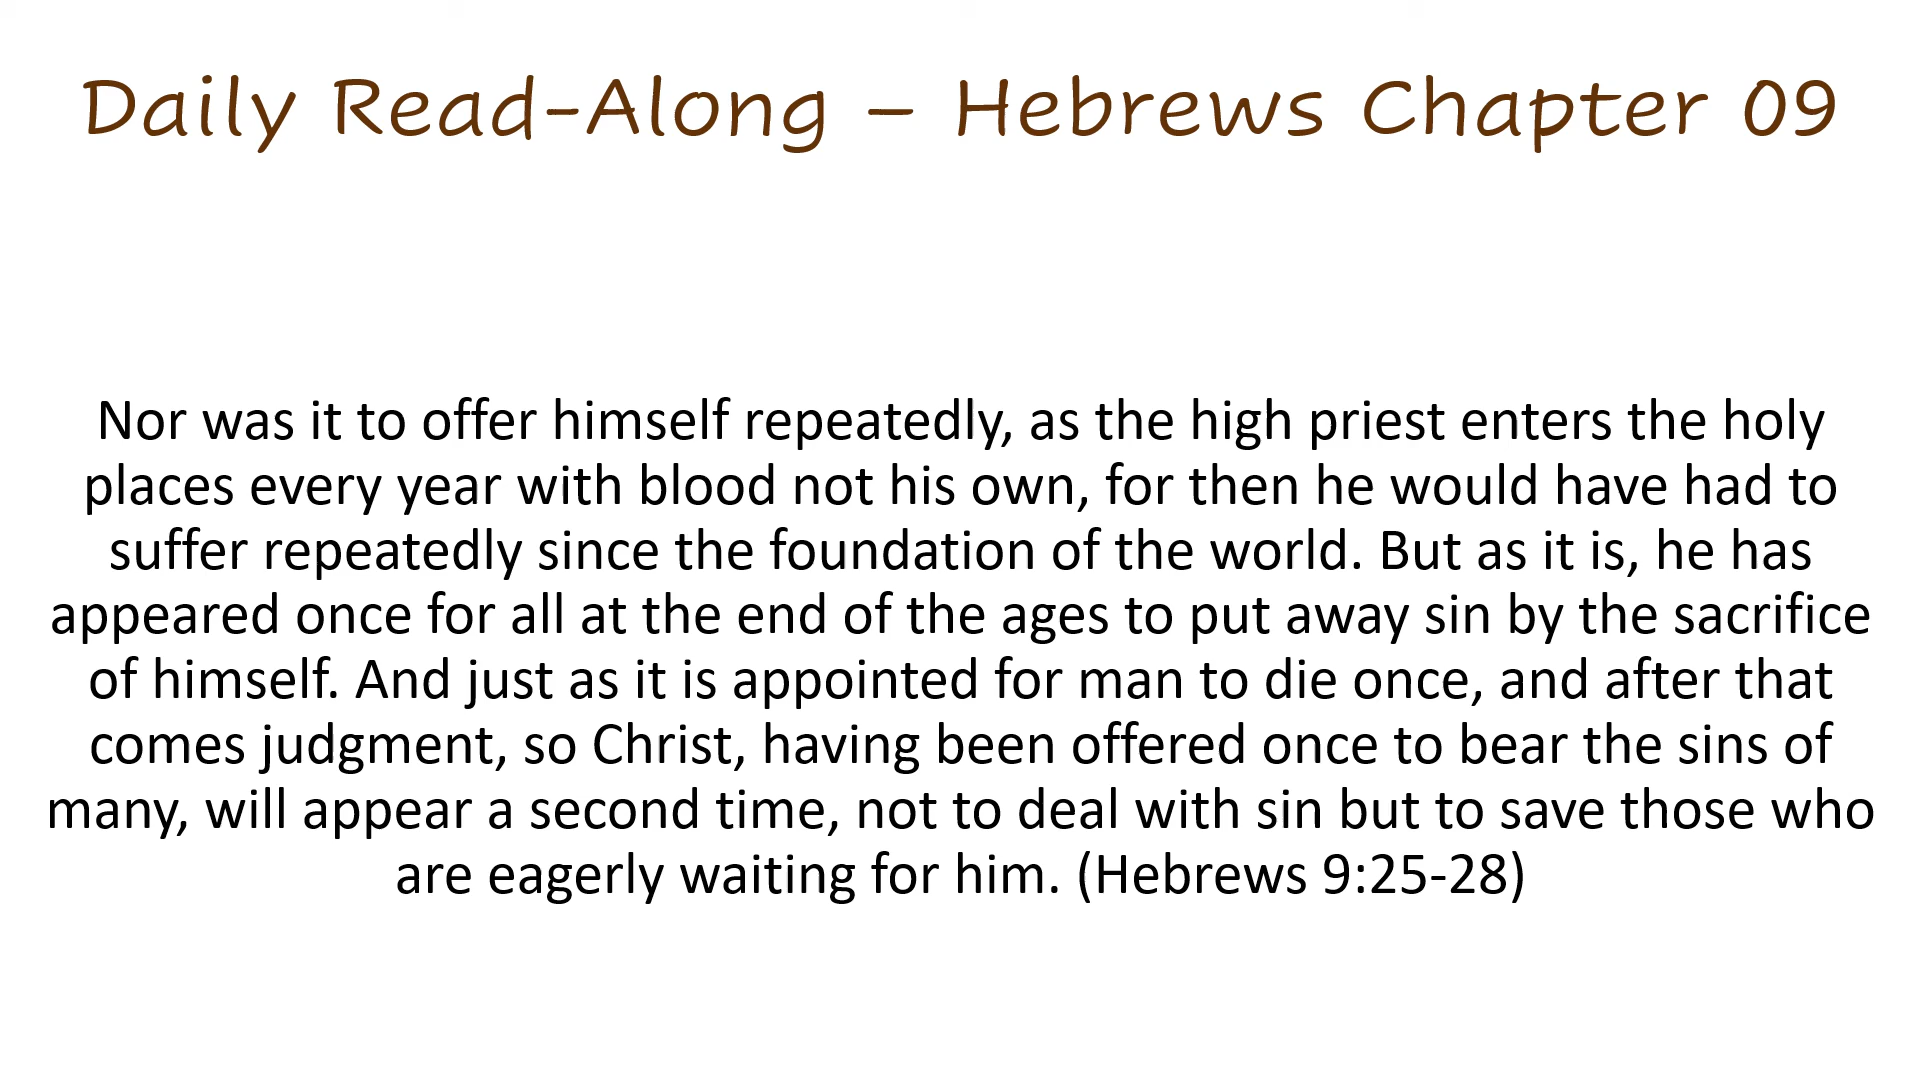 Daily Read-Along – Hebrews Chapter 09
Nor was it to offer himself repeatedly, as the high priest enters the holy
places every year with blood not his own, for then he would have had to
suffer repeatedly since the foundation of the world. But as it is, he has
appeared once for all at the end of the ages to put away sin by the sacrifice
of himself. And just as it is appointed for man to die once, and after that
comes judgment, so Christ, having been offered once to bear the sins of
many, will appear a second time, not to deal with sin but to save those who
are eagerly waiting for him. (Hebrews 9:25-28)